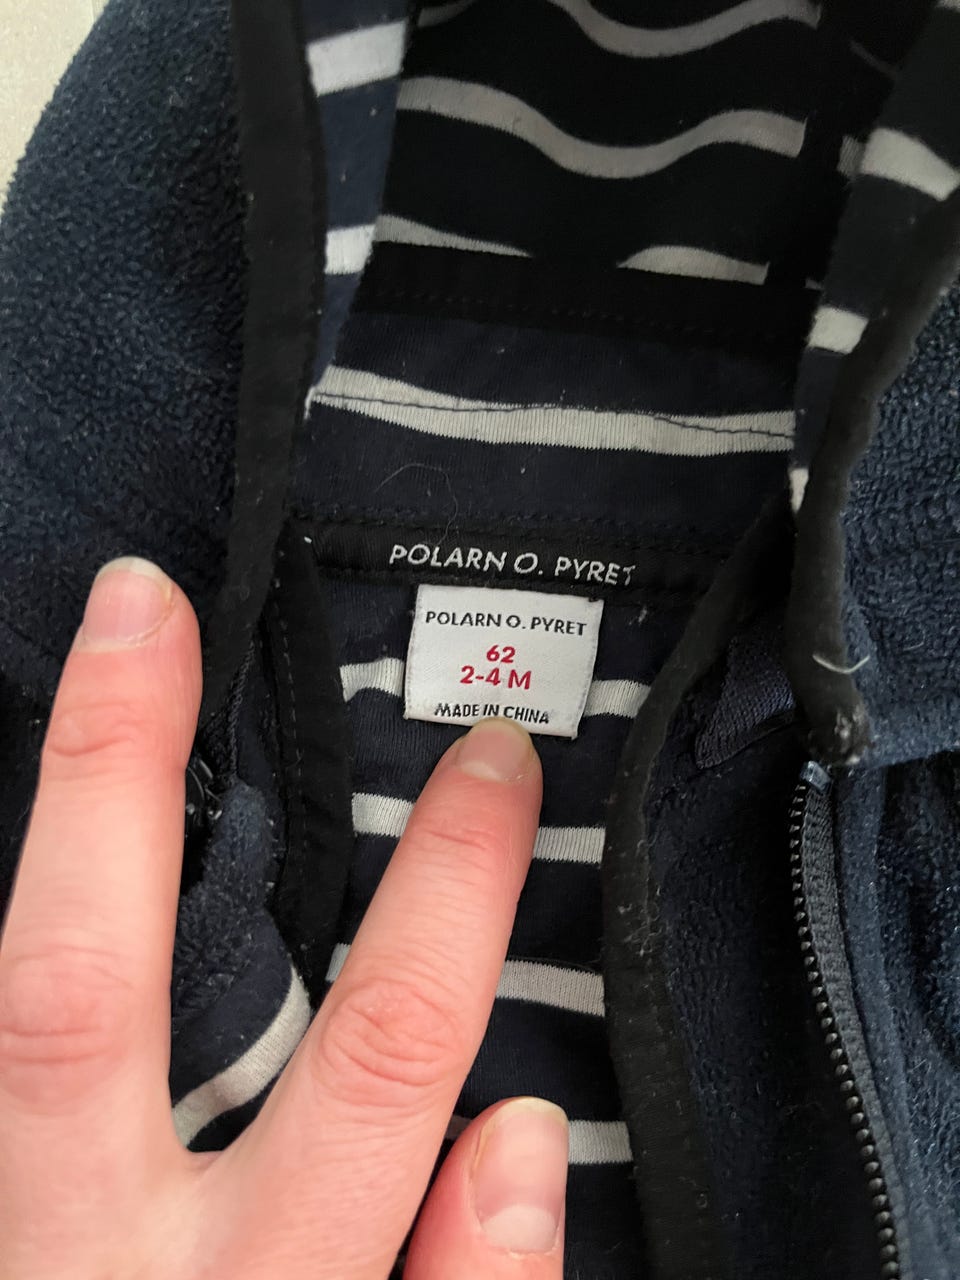 POLARN O. PYRET
POLARN O. PYRET
62
2-4 M
MADE IN CHINA